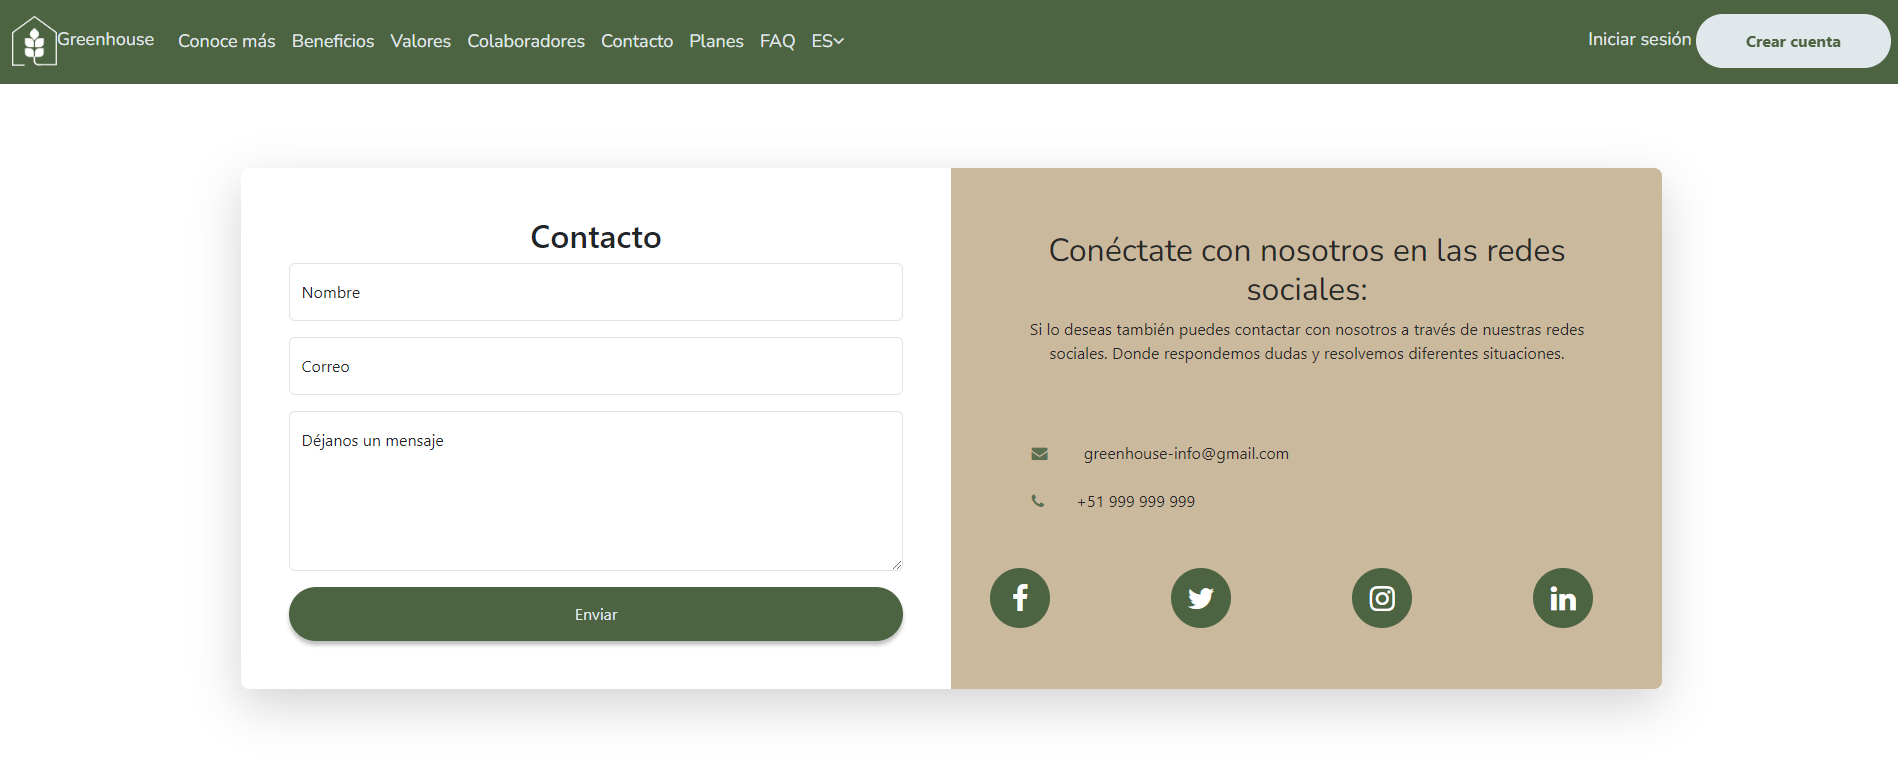 Greenhouse Conoce más Beneficios Valores Colaboradores Contacto Planes FAQ ES Iniciar sesión Crear cuenta
Contacto
Nombre
Correo
Déjanos un mensaje
Enviar
Conéctate con nosotros en las redes
sociales:
Si lo deseas también puedes contactar con nosotros a través de nuestras redes
sociales. Donde respondemos dudas y resolvemos diferentes situaciones.
greenhouse-info@gmail.com
+51 999 999 999